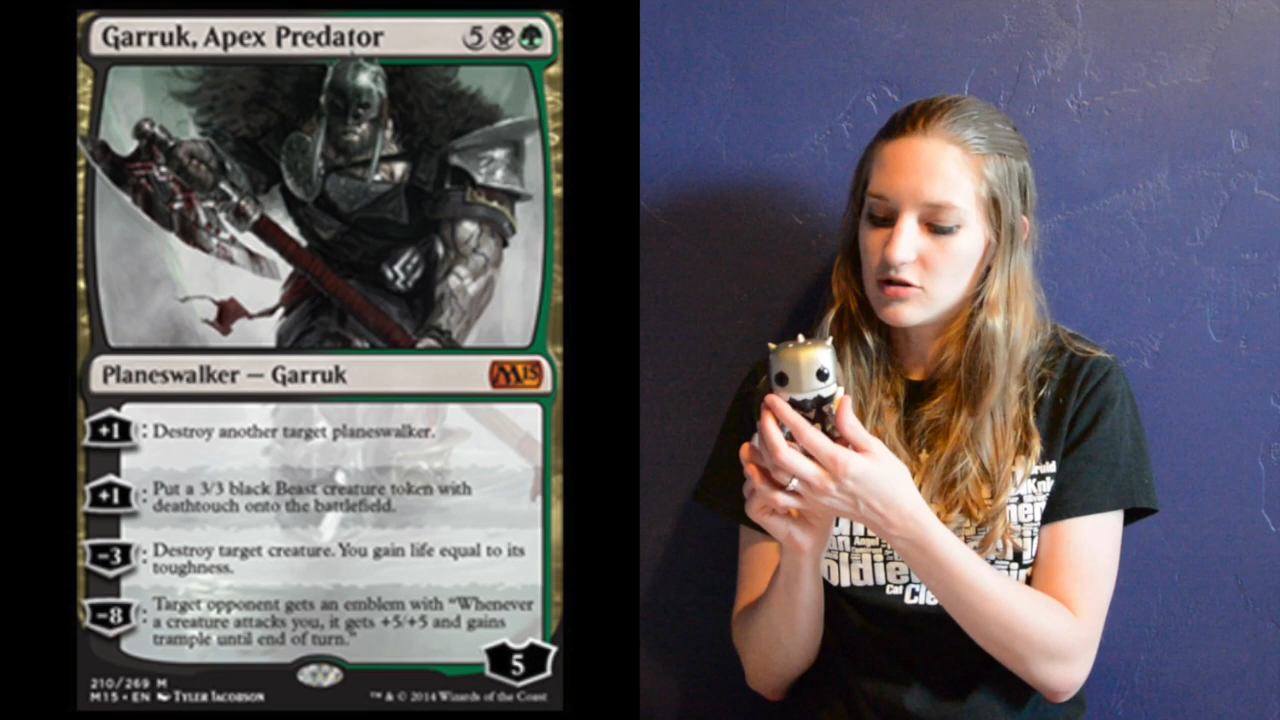 Garruk, Apex Predator 5
Planeswalker — Garruk M15
+1 : Destroy another target planeswalker.
+1 : Put a 3/3 black Beast creature token with
deathtouch onto the battlefield.
-3 : Destroy target creature. You gain life equal to its
toughness.
-8 : Target opponent gets an emblem with "Whenever
a creature attacks you, it gets +5/+5 and gains
trample until end of turn."
5
210/269 M
M15 • EN Tyler Jacobson
™ & © 2014 Wizards of the Coast
Angel
Cat